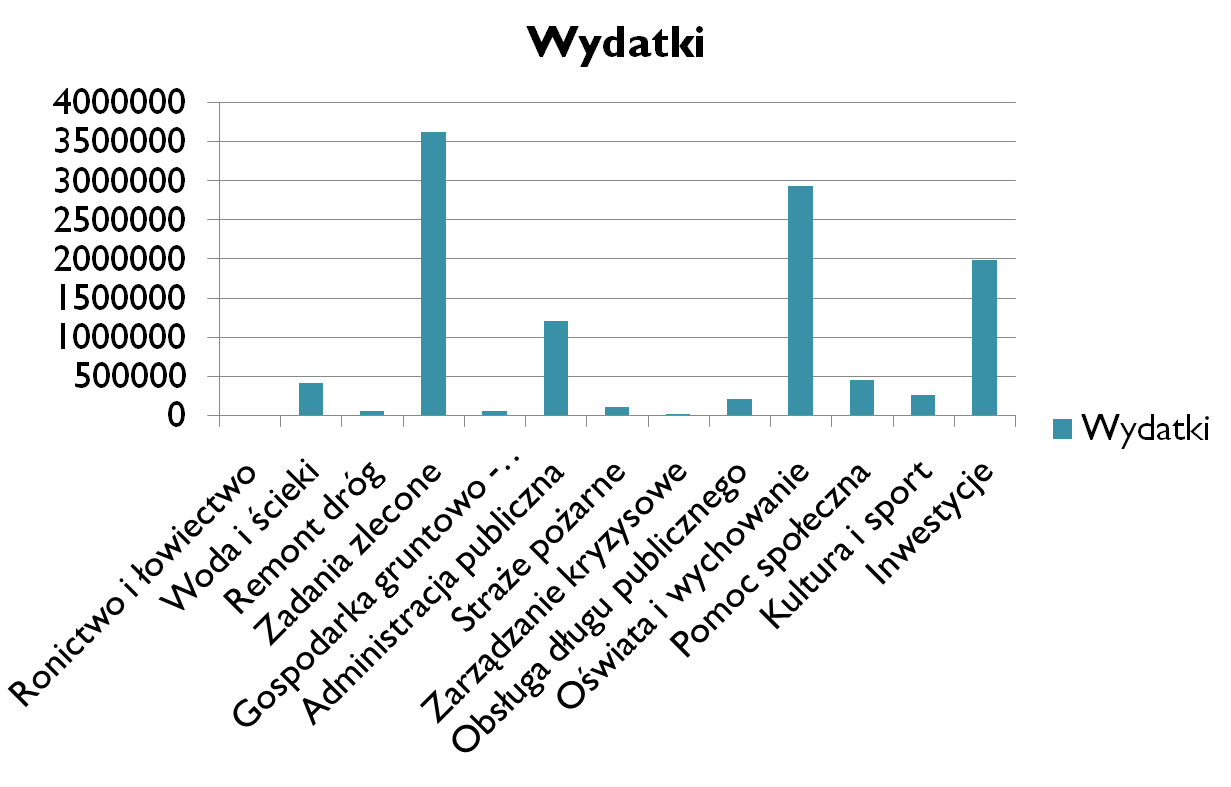 Wydatki
4000000
3500000
3000000
2500000
2000000
1500000
1000000
500000
0
Ronictwo i łowiectwo
Woda i ścieki
Remont dróg
Zadania zlecone
Gospodarka gruntowo -…
Administracja publiczna
Straże pożarne
Zarządzanie kryzysowe
Obsługa długu publicznego
Oświata i wychowanie
Pomoc społeczna
Kultura i sport
Inwestycje
Wydatki